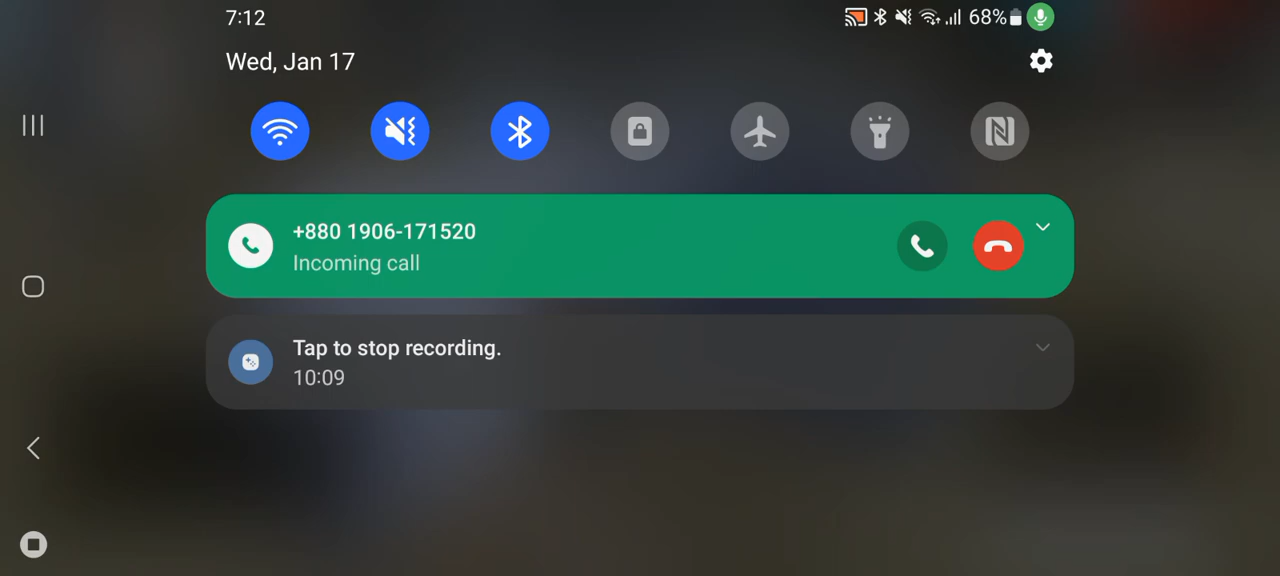 7:12
68%
Wed, Jan 17
+880 1906-171520
Incoming call
Tap to stop recording.
10:09